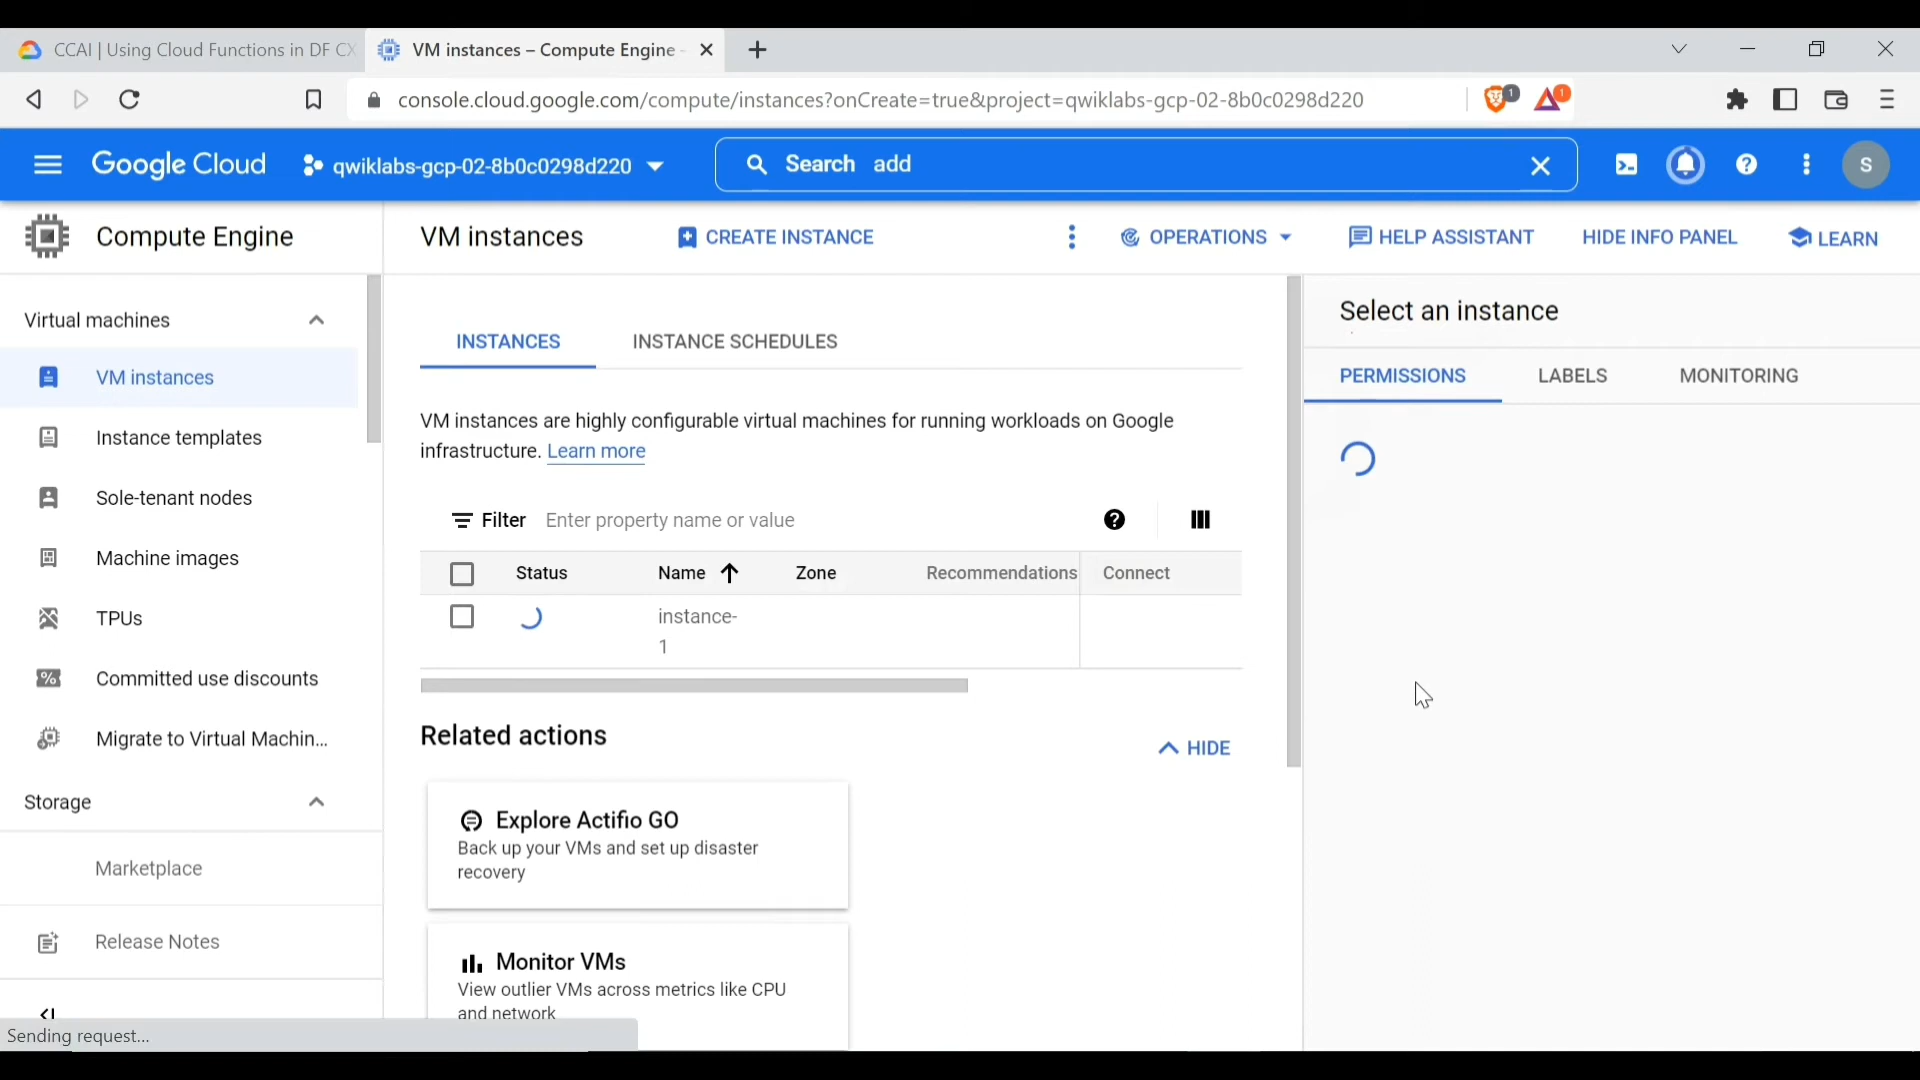 CCAI | Using Cloud Functions in DF CX
VM instances – Compute Engine -
console.cloud.google.com/compute/instances?onCreate=true&project=qwiklabs-gcp-02-8b0c0298d220
1
1
Google Cloud
qwiklabs-gcp-02-8b0c0298d220
Search add
S
Compute Engine
VM instances
CREATE INSTANCE
OPERATIONS
HELP ASSISTANT
HIDE INFO PANEL
LEARN
Virtual machines
VM instances
Instance templates
Sole-tenant nodes
Machine images
TPUs
Committed use discounts
Migrate to Virtual Machin...
Storage
Marketplace
Release Notes
Sending request...
INSTANCES
INSTANCE SCHEDULES
VM instances are highly configurable virtual machines for running workloads on Google
infrastructure. Learn more
Filter Enter property name or value
Status Name Zone Recommendations Connect
instance-
1
Related actions
HIDE
Explore Actifio GO
Back up your VMs and set up disaster
recovery
Monitor VMs
View outlier VMs across metrics like CPU
and network
Select an instance
PERMISSIONS
LABELS
MONITORING